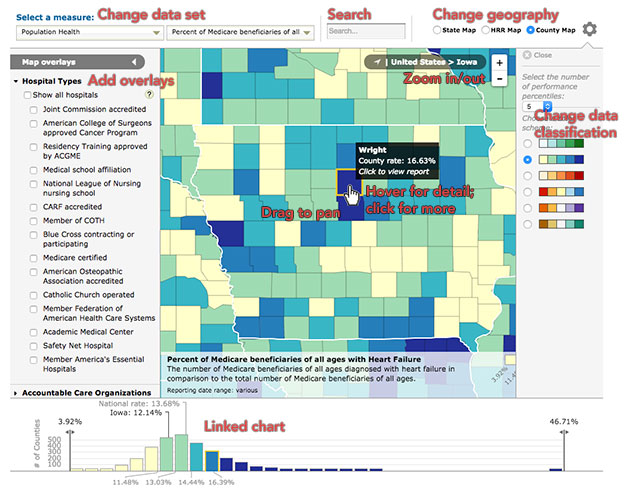 Select a measure: Change data set
Search
Change geography
Population Health
Percent of Medicare beneficiaries of all
Search...
State Map
HRR Map
County Map
Map overlays
United States > Iowa
Close
Hospital Types
Add overlays
Zoom in/out
+
-
Show all hospitals
?
Select the number of performance percentiles:
5
Change data classification
scheme:
Joint Commission accredited
American College of Surgeons
approved Cancer Program
Residency Training approved
by ACGME
Medical school affiliation
National League of Nursing
nursing school
CARF accredited
Member of COTH
Blue Cross contracting or
participating
Medicare certified
American Osteopathic
Association accredited
Catholic Church operated
Member Federation of
American Health Care Systems
Academic Medical Center
Safety Net Hospital
Member America's Essential
Hospitals
Accountable Care Organizations
Wright
County rate: 16.63%
Click to view report
Hover for detail;
click for more
Drag to pan
Percent of Medicare beneficiaries of all ages with Heart Failure
The number of Medicare beneficiaries of all ages diagnosed with heart failure in
comparison to the total number of Medicare beneficiaries of all ages.
Reporting date range: various
3.92%
National rate: 13.68%
Iowa: 12.14%
3.92%
46.71%
Linked chart
# of Counties
500
400
300
200
100
11.48%
13.03%
14.44%
16.39%